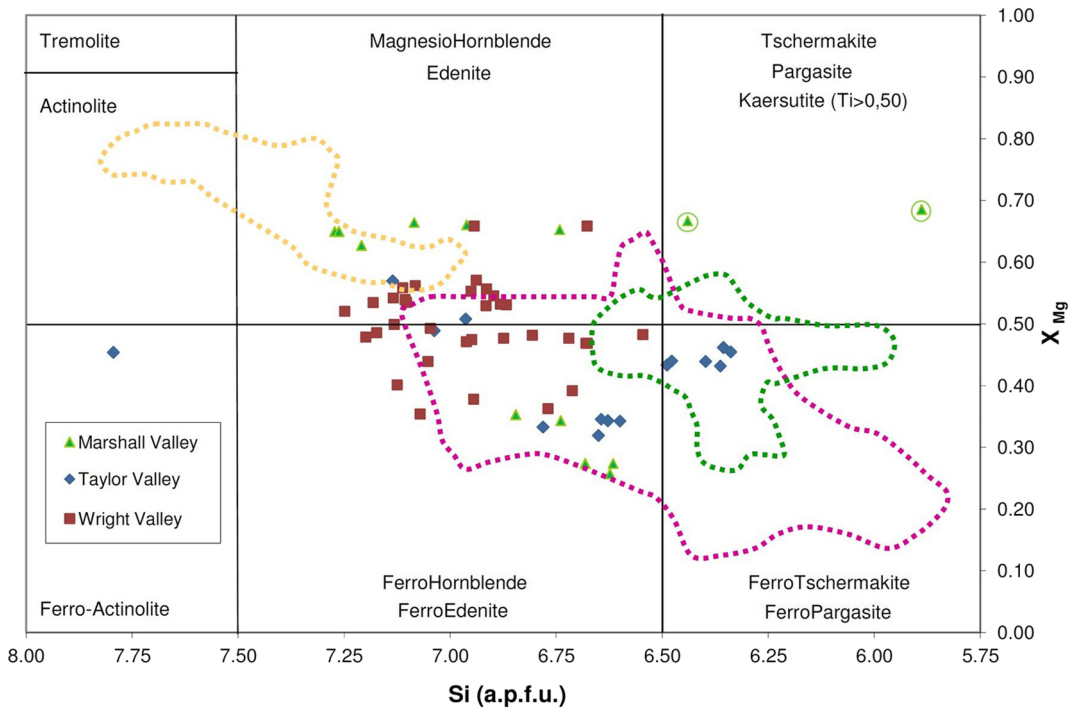 Tremolite
MagnesioHornblende
Edenite
Tschermakite
Pargasite
Kaersutite (Ti>0,50)
Actinolite
Marshall Valley
Taylor Valley
Wright Valley
Ferro-Actinolite
FerroHornblende
FerroEdenite
FerroTschermakite
FerroPargasite
1.00
0.90
0.80
0.70
0.60
0.50
0.40
0.30
0.20
0.10
0.00
X Mg
8.00 7.75 7.50 7.25 7.00 6.75 6.50 6.25 6.00 5.75
Si (a.p.f.u.)